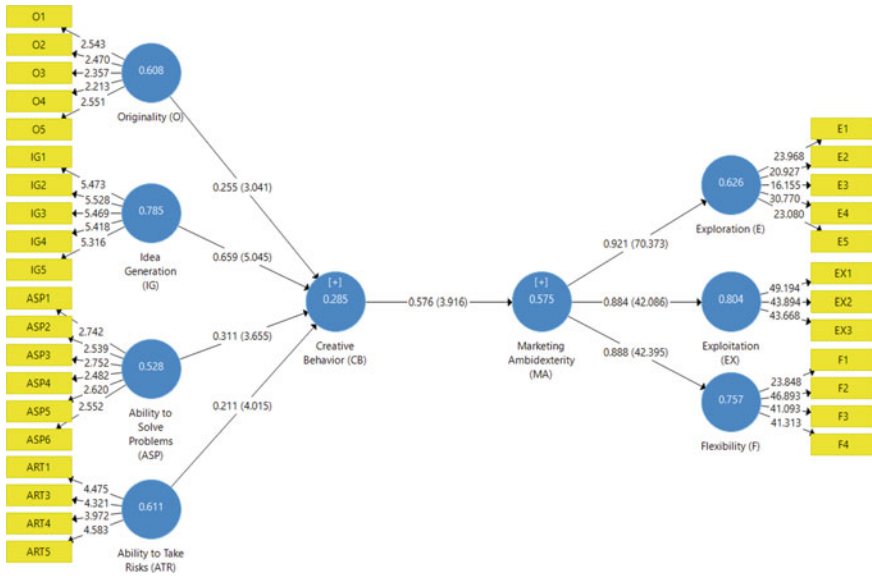 O1
O2
O3
O4
O5
2.543
2.470
2.357
2.213
2.551
0.608
Originality (O)
IG1
IG2
IG3
IG4
IG5
5.473
5.528
5.469
5.418
5.316
0.785
Idea
Generation
(IG)
ASP1
ASP2
ASP3
ASP4
ASP5
ASP6
2.742
2.539
2.752
2.482
2.620
2.552
0.528
Ability to
Solve
Problems
(ASP)
ART1
ART3
ART4
ART5
4.475
4.321
3.972
4.583
0.611
Ability to Take
Risks (ATR)
0.255 (3.041)
0.659 (5.045)
0.311 (3.655)
0.211 (4.015)
[+]
0.285
Creative
Behavior (CB)
0.576 (3.916)
[+]
0.575
Marketing
Ambidexterity
(MA)
0.921 (70.373)
0.884 (42.086)
0.888 (42.395)
0.626
Exploration (E)
23.968
20.927
16.155
30.770
23.080
E1
E2
E3
E4
E5
0.804
Exploitation
(EX)
49.194
43.894
43.668
EX1
EX2
EX3
0.757
Flexibility (F)
23.848
46.893
41.093
41.313
F1
F2
F3
F4